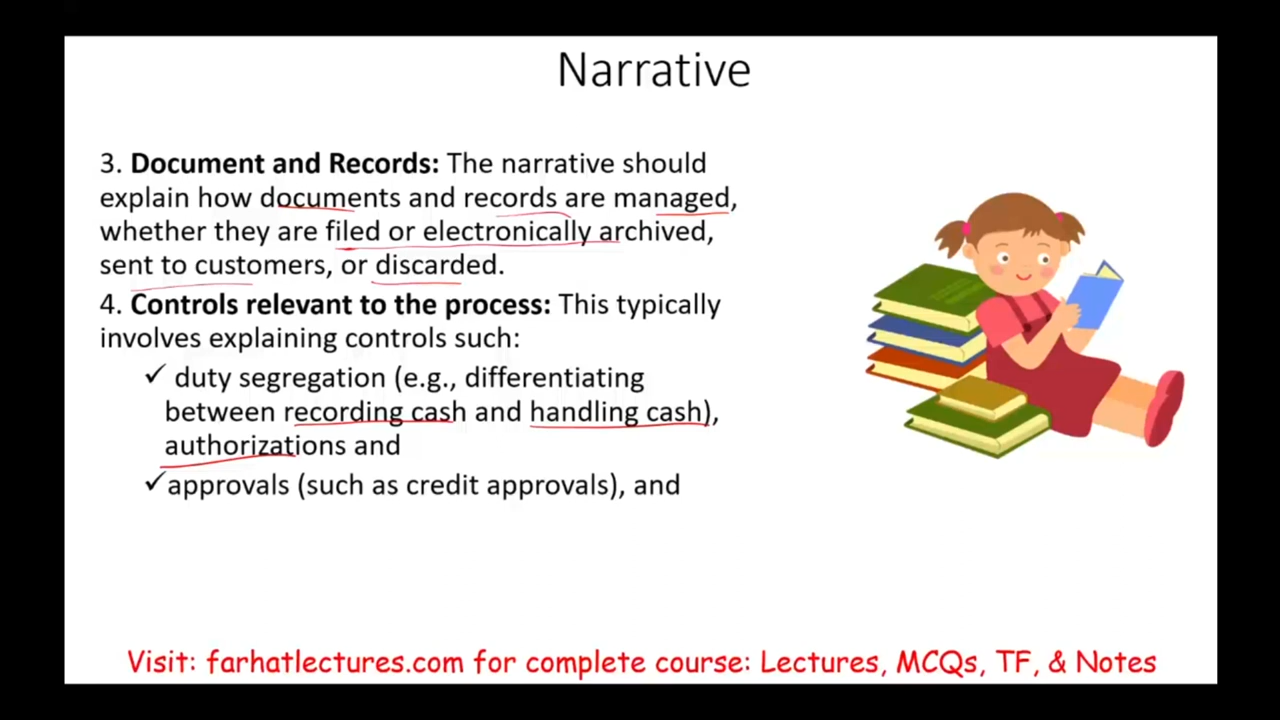 Narrative
3. Document and Records: The narrative should
explain how documents and records are managed,
whether they are filed or electronically archived,
sent to customers, or discarded.
4. Controls relevant to the process: This typically
involves explaining controls such:
✓ duty segregation (e.g., differentiating
between recording cash and handling cash),
authorizations and
✓approvals (such as credit approvals), and
Visit: farhatlectures.com for complete course: Lectures, MCQs, TF, & Notes